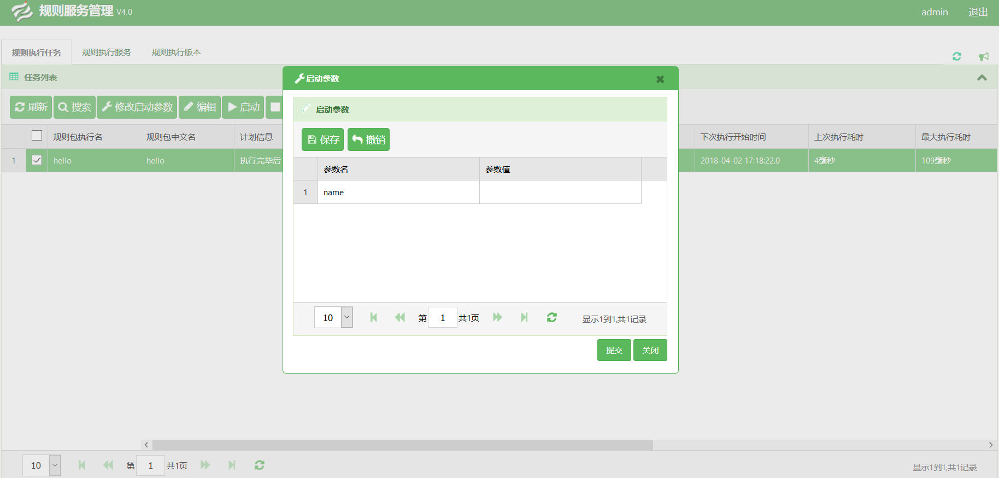 规则服务管理 V4.0
admin 退出
规则执行任务 规则执行服务 规则执行版本
任务列表
刷新 搜索 修改启动参数 编辑 启动
规则包执行名 规则包中文名 计划信息 下次执行开始时间 上次执行耗时 最大执行耗时
1 hello hello 执行完毕后 2018-04-02 17:18:22.0 4毫秒 109毫秒
启动参数
启动参数
保存 撤销
参数名 参数值
1 name
10 第 1 共1页 显示1到1,共1记录
提交 关闭
10 第 1 共1页 显示1到1,共1记录